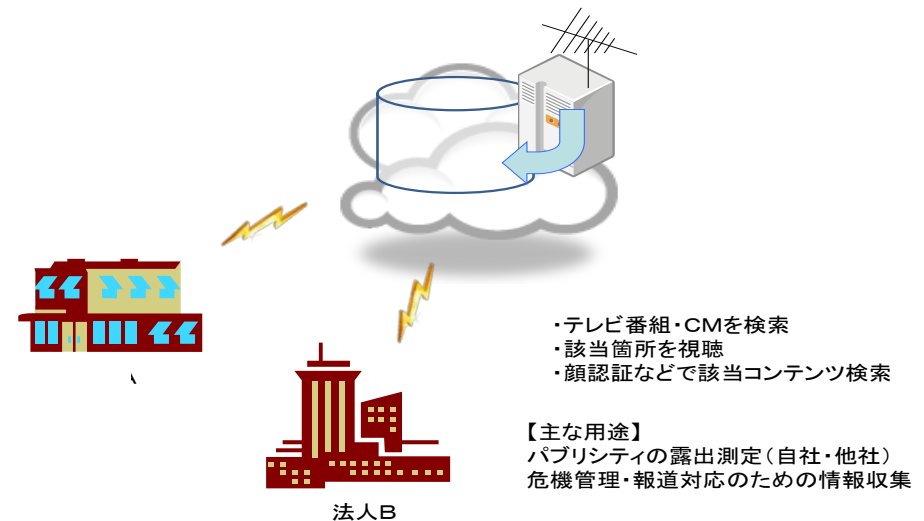 ・テレビ番組・CMを検索
・該当箇所を視聴
・顔認証などで該当コンテンツ検索
【主な用途】
パブリシティの露出測定（自社・他社）
危機管理・報道対応のための情報収集
法人B